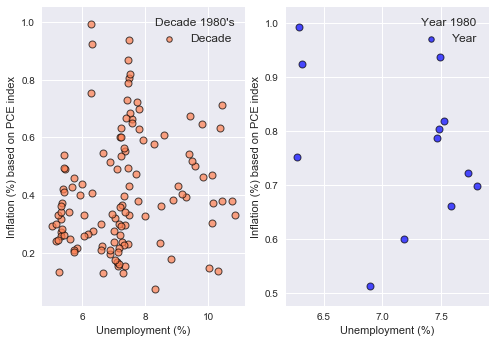 Decade 1980's
Decade
1.0
0.8
0.6
0.4
0.2
6
8
10
Unemployment (%)
Inflation (%) based on PCE index
Year 1980
Year
1.0
0.9
0.8
0.7
0.6
0.5
6.5
7.0
7.5
Unemployment (%)
Inflation (%) based on PCE index